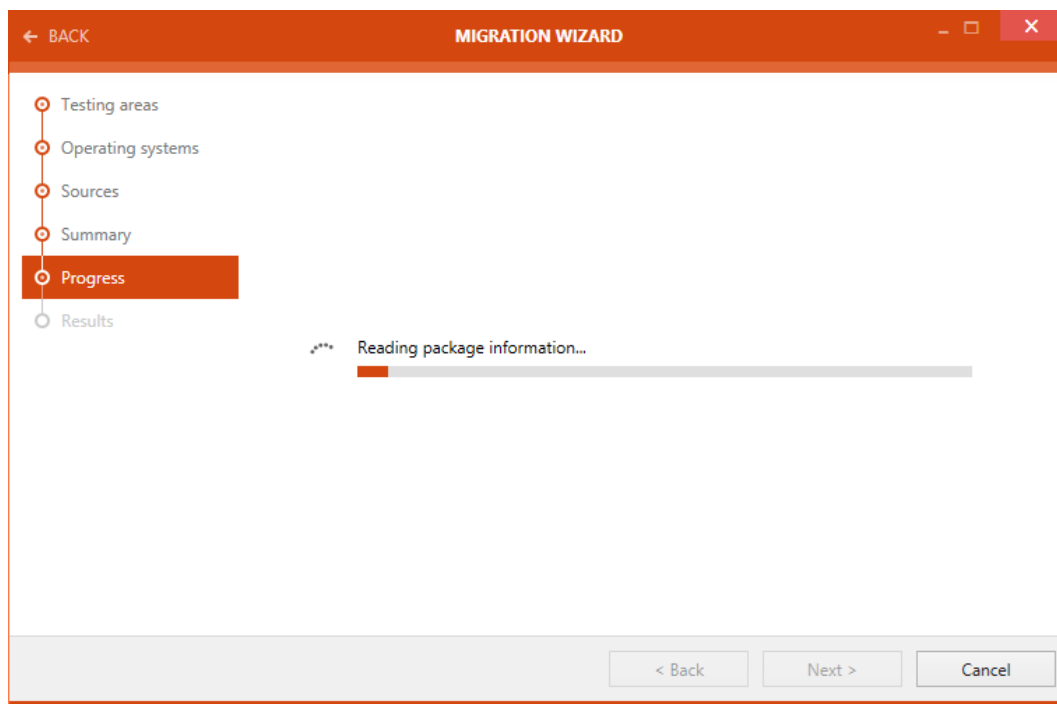 ← BACK
MIGRATION WIZARD
Testing areas
Operating systems
Sources
Summary
Progress
Results
Reading package information...
< Back
Next >
Cancel